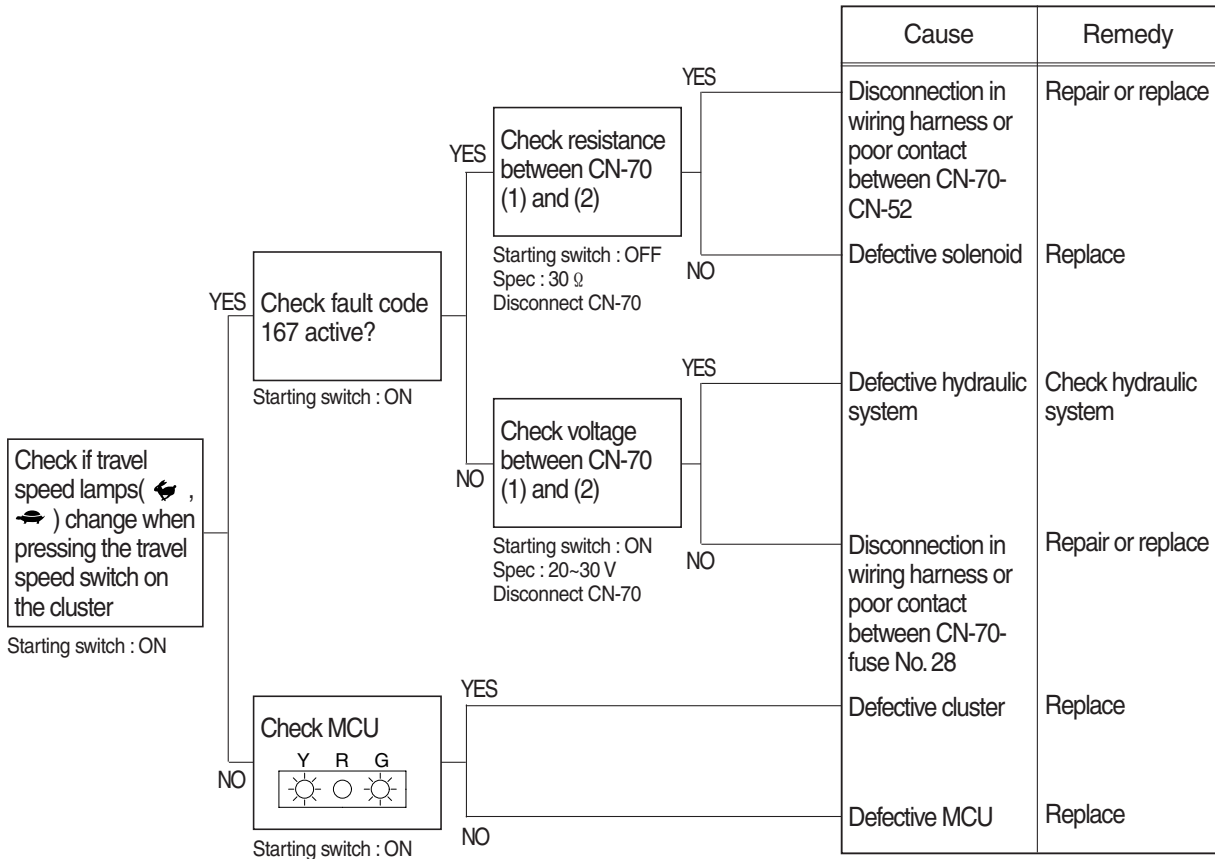 Cause
Remedy
YES
Disconnection in
wiring harness or
poor contact
between CN-70-
CN-52
Repair or replace
YES
Check resistance
between CN-70
(1) and (2)
Starting switch : OFF
Spec : 30 Ω
Disconnect CN-70
NO
Defective solenoid
Replace
YES
Check fault code
167 active?
Starting switch : ON
YES
Defective hydraulic
system
Check hydraulic
system
NO
Check voltage
between CN-70
(1) and (2)
Starting switch : ON
Spec : 20~30 V
Disconnect CN-70
NO
Disconnection in
wiring harness or
poor contact
between CN-70-
fuse No. 28
Repair or replace
Check if travel
speed lamps( ,
) change when
pressing the travel
speed switch on
the cluster
Starting switch : ON
NO
Check MCU
Y R G
Starting switch : ON
YES
Defective cluster
Replace
NO
Defective MCU
Replace